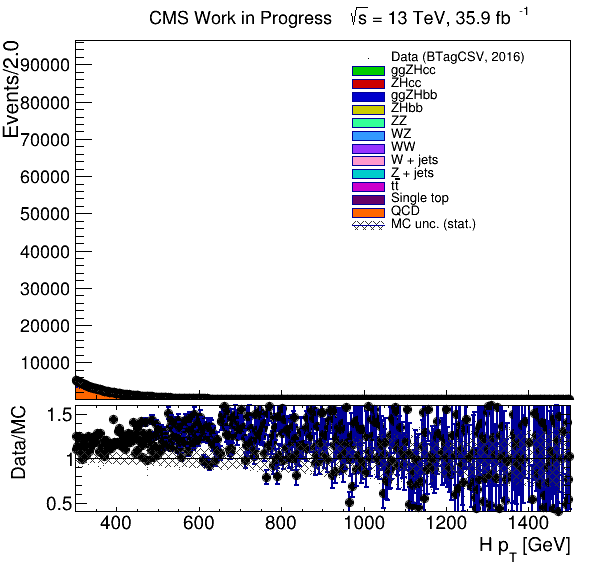 CMS Work in Progress √s = 13 TeV, 35.9 fb⁻¹
Events/2.0
90000
80000
70000
60000
50000
40000
30000
20000
10000
Data (BTagCSV, 2016)
ggZHcc
ZHcc
ggZHbb
ZHbb
ZZ
WZ
WW
W + jets
Z + jets
tt̅
Single top
QCD
MC unc. (stat.)
Data/MC
1.5
1
0.5
400 600 800 1000 1200 1400
H p_T [GeV]